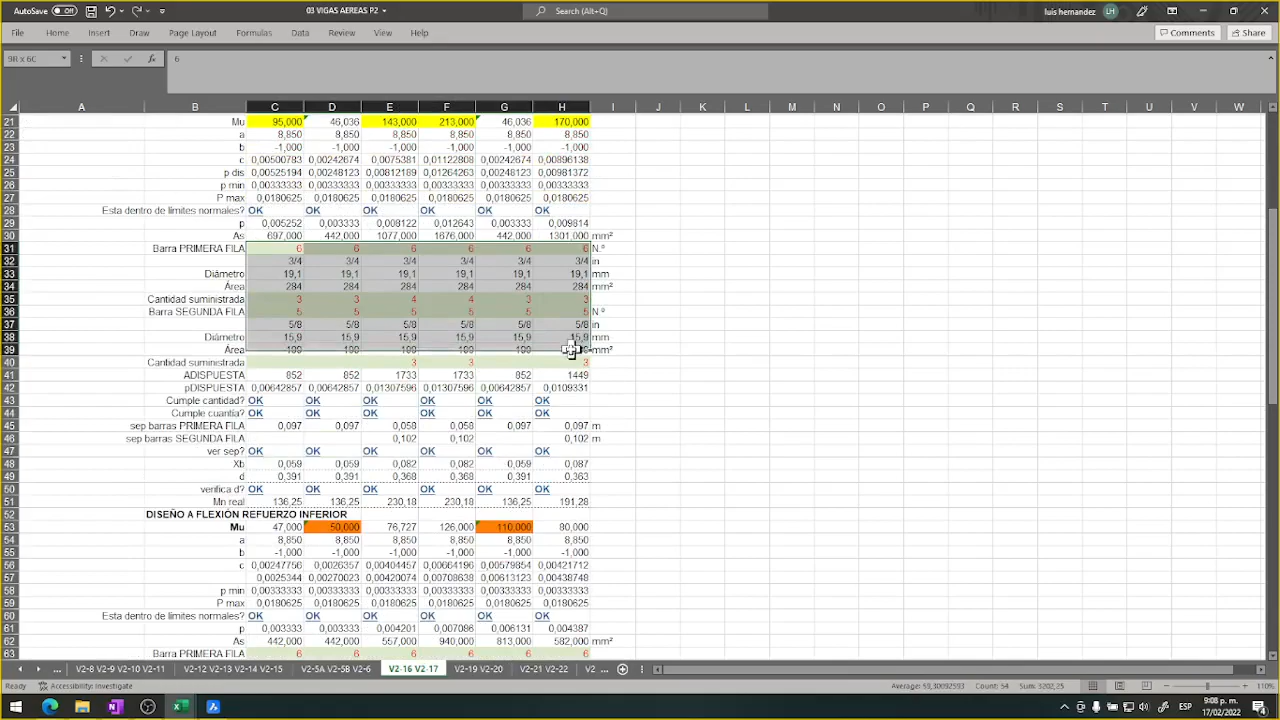 AutoSave Off 03 VIGAS AEREAS P2 Search (Alt+Q) luis hernandez LH
File Home Insert Draw Page Layout Formulas Data Review View Help Comments Share
9R x 6C fx 6
A B C D E F G H I J K L M N O P Q R S T U V W
21 Mu 95,000 46,036 143,000 213,000 46,036 170,000
22 a 8,850 8,850 8,850 8,850 8,850 8,850
23 b -1,000 -1,000 -1,000 -1,000 -1,000 -1,000
24 c 0,00500783 0,00242674 0,0075381 0,01122808 0,00242674 0,00896138
25 p dis 0,00525194 0,00248123 0,00812189 0,01264263 0,00248123 0,00981372
26 p min 0,00333333 0,00333333 0,00333333 0,00333333 0,00333333 0,00333333
27 P max 0,0180625 0,0180625 0,0180625 0,0180625 0,0180625 0,0180625
28 Esta dentro de límites normales? OK OK OK OK OK OK
29 p 0,005252 0,003333 0,008122 0,012643 0,003333 0,009814
30 As 697,000 442,000 1077,000 1676,000 442,000 1301,000 mm²
31 Barra PRIMERA FILA 6 6 6 6 6 6 N.º
32 3/4 3/4 3/4 3/4 3/4 3/4 in
33 Diámetro 19,1 19,1 19,1 19,1 19,1 19,1 mm
34 Área 284 284 284 284 284 284 mm²
35 Cantidad suministrada 3 3 4 4 3 3
36 Barra SEGUNDA FILA 5 5 5 5 5 5 N.º
37 5/8 5/8 5/8 5/8 5/8 5/8 in
38 Diámetro 15,9 15,9 15,9 15,9 15,9 15,9 mm
39 Área 199 199 199 199 199 mm²
40 Cantidad suministrada 3 3 3
41 ADISPUESTA 852 852 1733 1733 852 1449
42 pDISPUESTA 0,00642857 0,00642857 0,01307596 0,01307596 0,00642857 0,0109331
43 Cumple cantidad? OK OK OK OK OK OK
44 Cumple cuantía? OK OK OK OK OK OK
45 sep barras PRIMERA FILA 0,097 0,097 0,058 0,058 0,097 0,097 m
46 sep barras SEGUNDA FILA 0,102 0,102 0,102 m
47 ver sep? OK OK OK OK OK OK
48 Xb 0,059 0,059 0,082 0,082 0,059 0,087
49 d 0,391 0,391 0,368 0,368 0,391 0,363
50 verifica d? OK OK OK OK OK OK
51 Mn real 136,25 136,25 230,18 230,18 136,25 191,28
52 DISEÑO A FLEXIÓN REFUERZO INFERIOR
53 Mu 47,000 50,000 76,727 126,000 110,000 80,000
54 a 8,850 8,850 8,850 8,850 8,850 8,850
55 b -1,000 -1,000 -1,000 -1,000 -1,000 -1,000
56 c 0,00247756 0,0026357 0,00404457 0,00664196 0,00579854 0,00421712
57 0,0025344 0,00270023 0,00420074 0,00708638 0,00613123 0,00438748
58 p min 0,00333333 0,00333333 0,00333333 0,00333333 0,00333333 0,00333333
59 P max 0,0180625 0,0180625 0,0180625 0,0180625 0,0180625 0,0180625
60 Esta dentro de límites normales? OK OK OK OK OK OK
61 p 0,003333 0,003333 0,004201 0,007086 0,006131 0,004387
62 As 442,000 442,000 557,000 940,000 813,000 582,000 mm²
63 Barra PRIMERA FILA 6 6 6 6 6 6
... V2-8 V2-9 V2-10 V2-11 V2-12 V2-13 V2-14 V2-15 V2-5A V2-5B V2-6 V2-16 V2-17 V2-19 V2-20 V2-21 V2-22 V2 ...
Ready Accessibility: Investigate Average: 59,30092593 Count: 54 Sum: 3202,25 110%
ESP 9:08 p. m.
17/02/2022 4